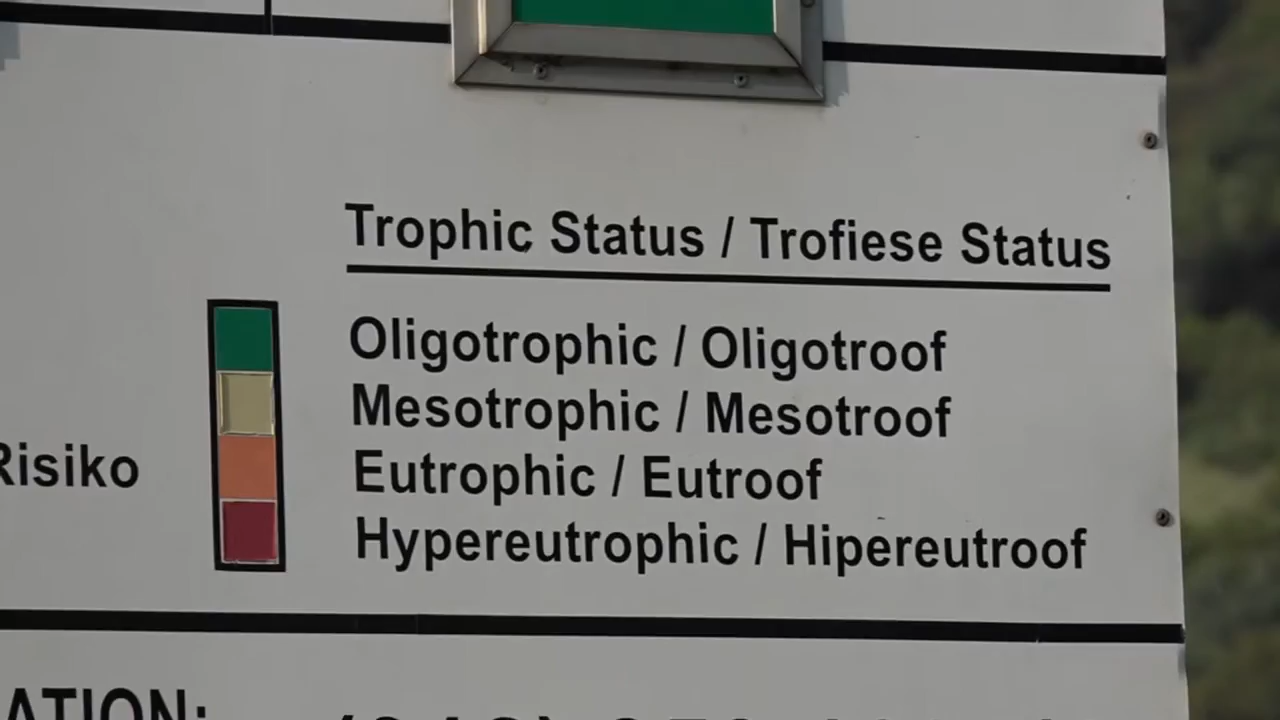 Trophic Status / Trofiese Status
Oligotrophic / Oligotroof
Mesotrophic / Mesotroof
Eutrophic / Eutroof
Risiko
Hypereutrophic / Hipereutroof